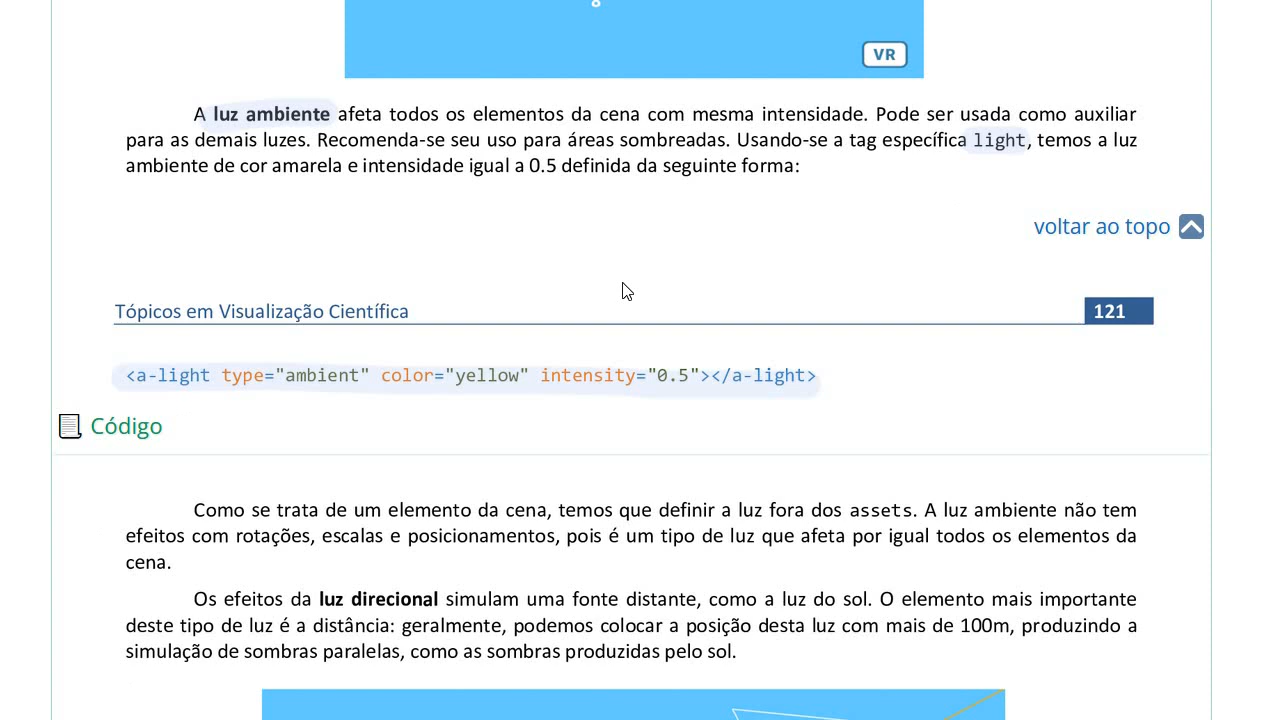 VR
A luz ambiente afeta todos os elementos da cena com mesma intensidade. Pode ser usada como auxiliar
para as demais luzes. Recomenda-se seu uso para áreas sombreadas. Usando-se a tag específica light, temos a luz
ambiente de cor amarela e intensidade igual a 0.5 definida da seguinte forma:
voltar ao topo
Tópicos em Visualização Científica 121
<a-light type="ambient" color="yellow" intensity="0.5"></a-light>
Código
Como se trata de um elemento da cena, temos que definir a luz fora dos assets. A luz ambiente não tem
efeitos com rotações, escalas e posicionamentos, pois é um tipo de luz que afeta por igual todos os elementos da
cena.
Os efeitos da luz direcional simulam uma fonte distante, como a luz do sol. O elemento mais importante
deste tipo de luz é a distância: geralmente, podemos colocar a posição desta luz com mais de 100m, produzindo a
simulação de sombras paralelas, como as sombras produzidas pelo sol.